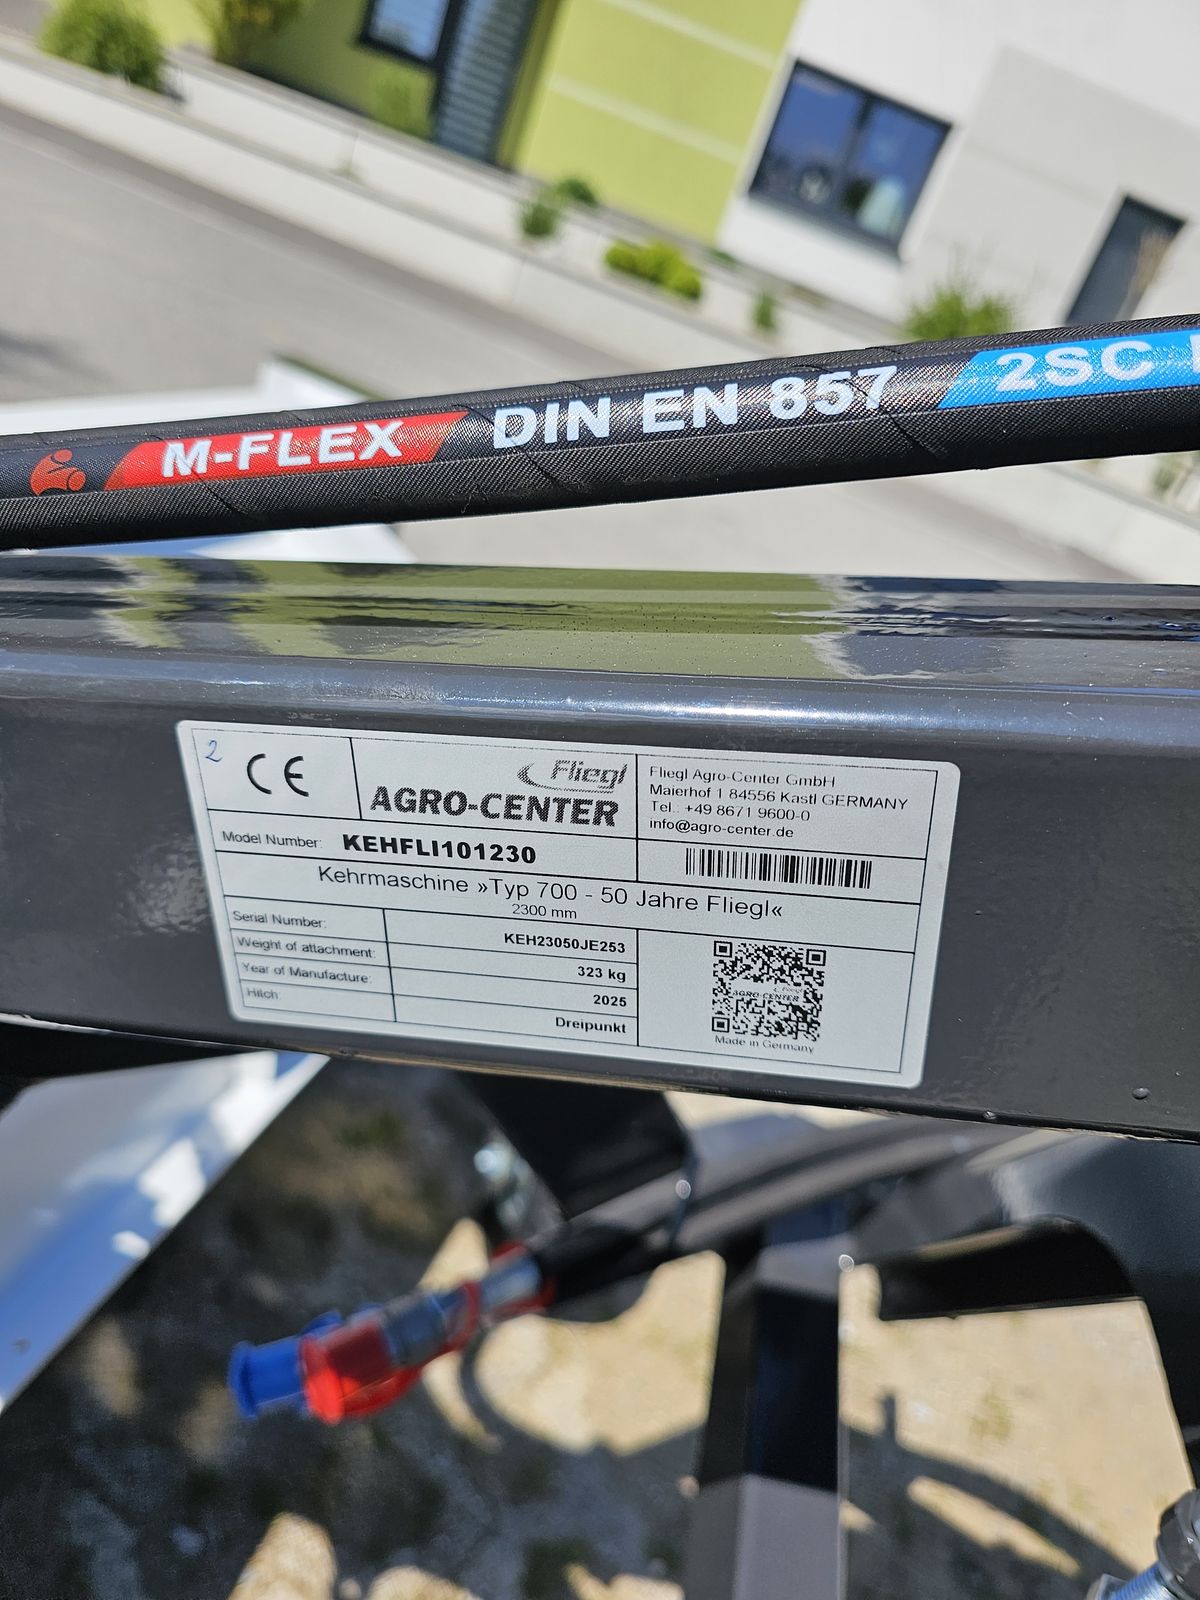 M-FLEX DIN EN 857 2SC
2
CE
Fliegl
AGRO-CENTER
Fliegl Agro-Center GmbH
Maierhof 1 84556 Kastl GERMANY
Tel.: +49 8671 9600-0
info@agro-center.de
Model Number: KEHFLI101230
Kehrmaschine »Typ 700 - 50 Jahre Fliegl«
2300 mm
Serial Number: KEH23050JE253
Weight of attachment: 323 kg
Year of Manufacture: 2025
Hitch: Dreipunkt
Fliegl
AGRO-CENTER
Made in Germany